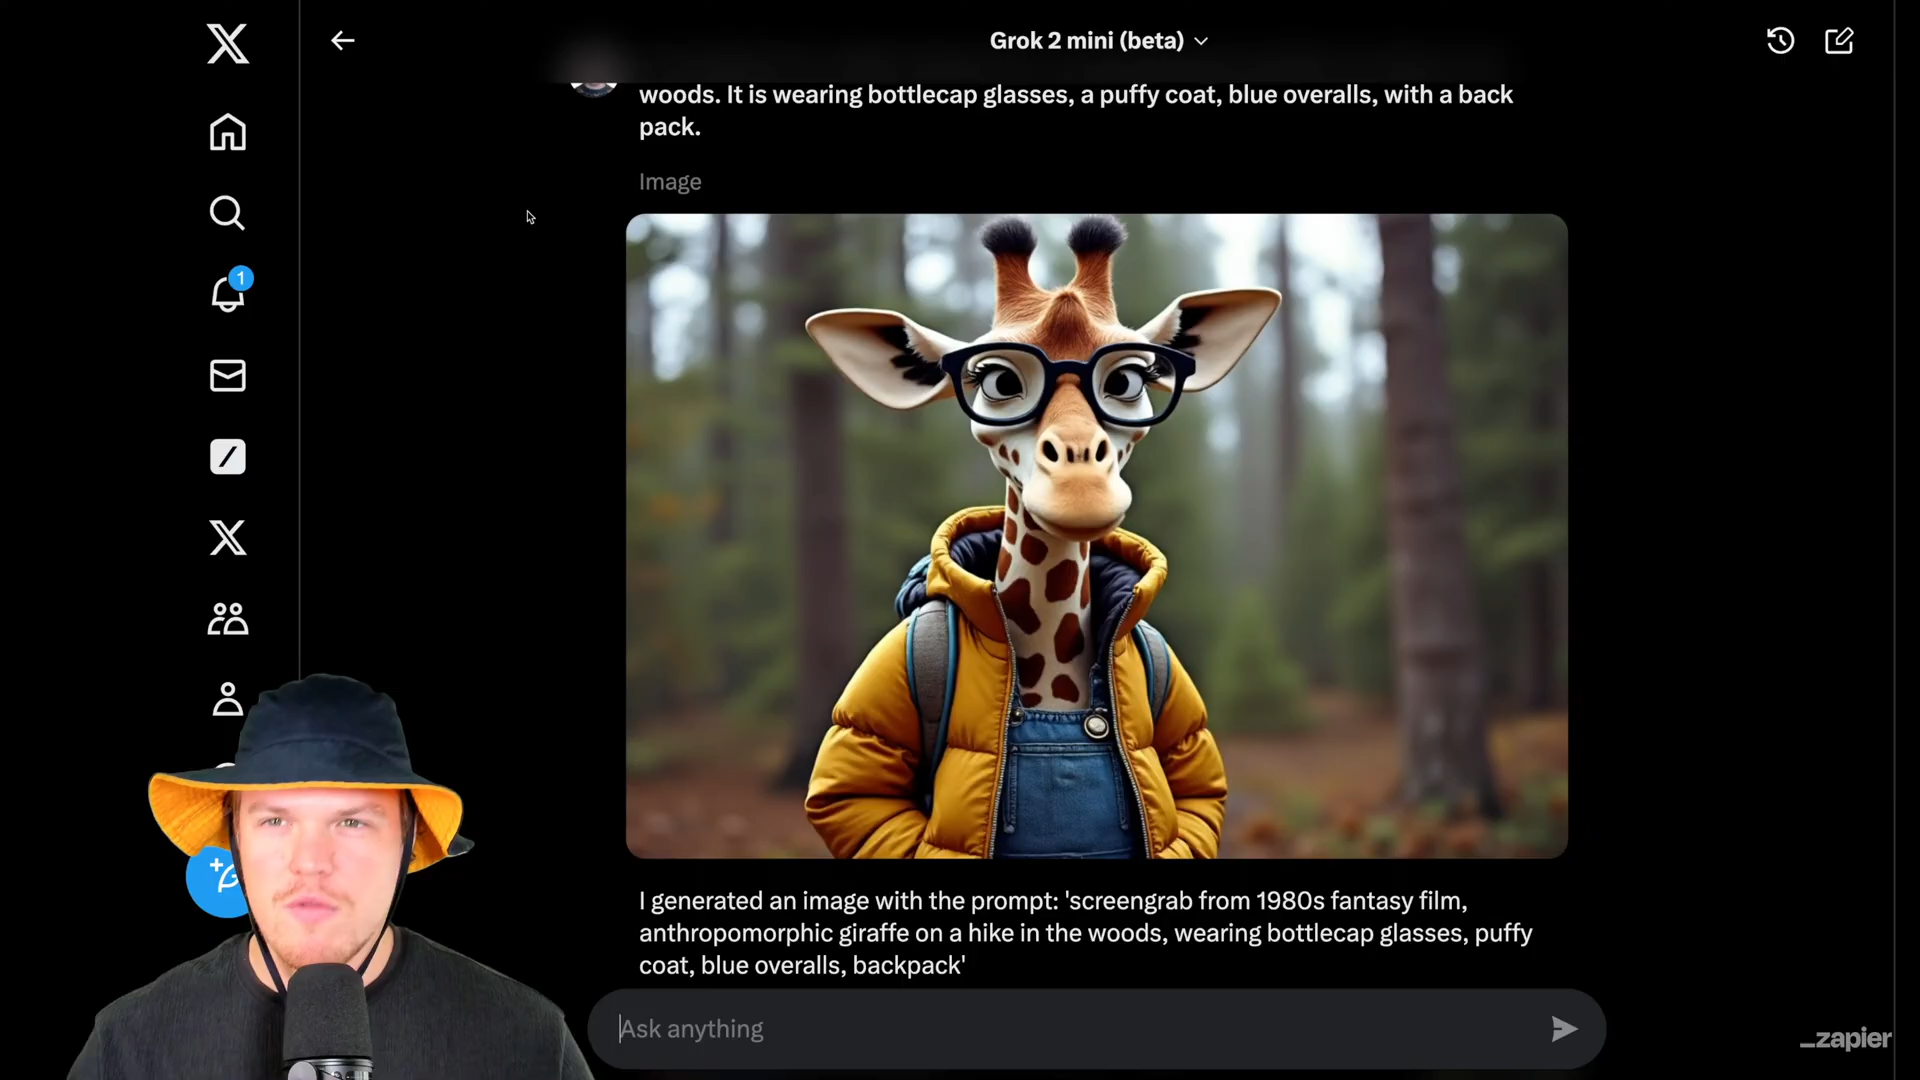 Grok 2 mini (beta)
woods. It is wearing bottlecap glasses, a puffy coat, blue overalls, with a back
pack.
Image
1
I generated an image with the prompt: 'screengrab from 1980s fantasy film,
anthropomorphic giraffe on a hike in the woods, wearing bottlecap glasses, puffy
coat, blue overalls, backpack'
Ask anything
_zapier